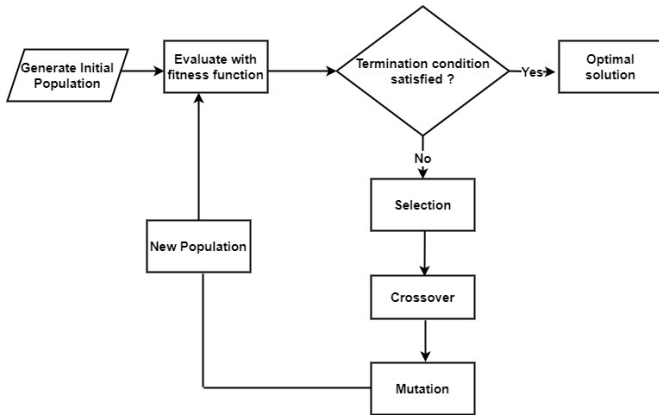 Generate Initial
Population
Evaluate with
fitness function
Termination condition
satisfied ?
Yes
Optimal
solution
No
Selection
New Population
Crossover
Mutation